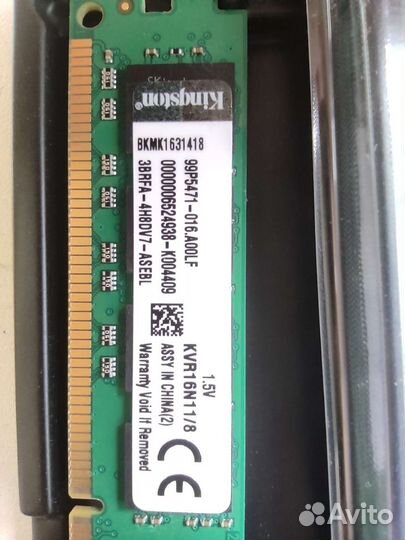 Kingston
BKMK1631418
99P5471-016.A00LF
0000006524938-K004409
3BRFA-4H8DV7-ASEBL
1.5V
KVR16N11/8
ASSY IN CHINA(2)
Warranty Void If Removed
CE
Avito